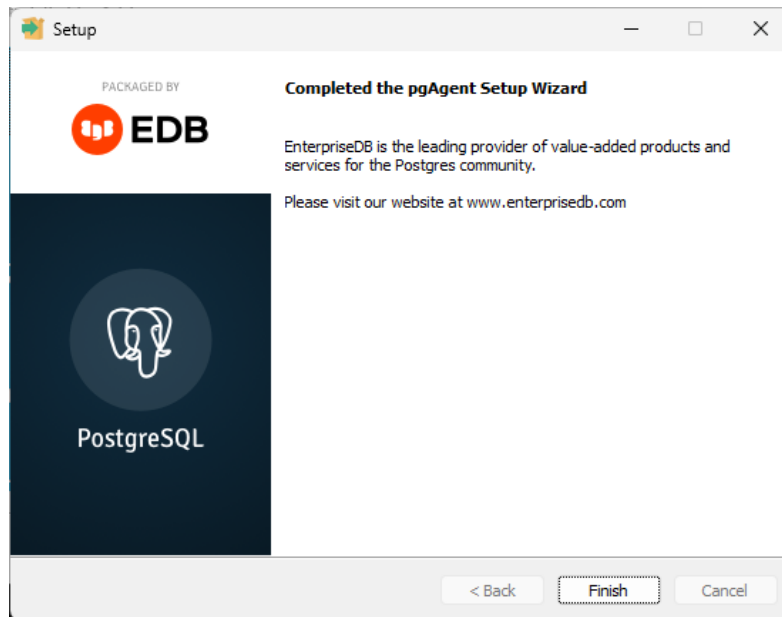 Setup
PACKAGED BY
EDB
Completed the pgAgent Setup Wizard
EnterpriseDB is the leading provider of value-added products and
services for the Postgres community.
Please visit our website at www.enterprisedb.com
PostgreSQL
< Back
Finish
Cancel